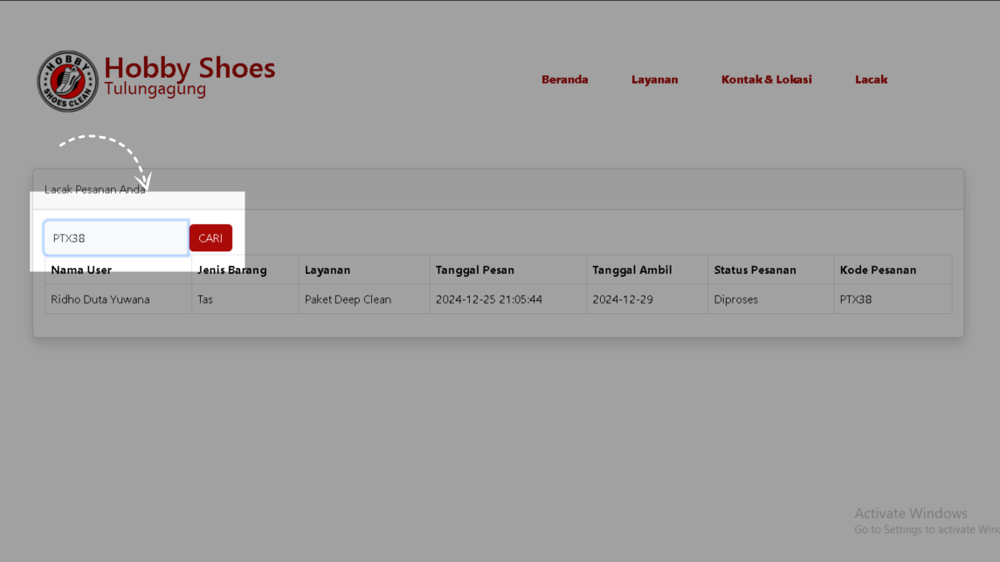 HOBBY
SHOES CLEAN
Hobby Shoes
Tulungagung
Beranda Layanan Kontak & Lokasi Lacak
Lacak Pesanan Anda
PTX38 CARI
Nama User Jenis Barang Layanan Tanggal Pesan Tanggal Ambil Status Pesanan Kode Pesanan
Ridho Duta Yuwana Tas Paket Deep Clean 2024-12-25 21:05:44 2024-12-29 Diproses PTX38
Activate Windows
Go to Settings to activate Win